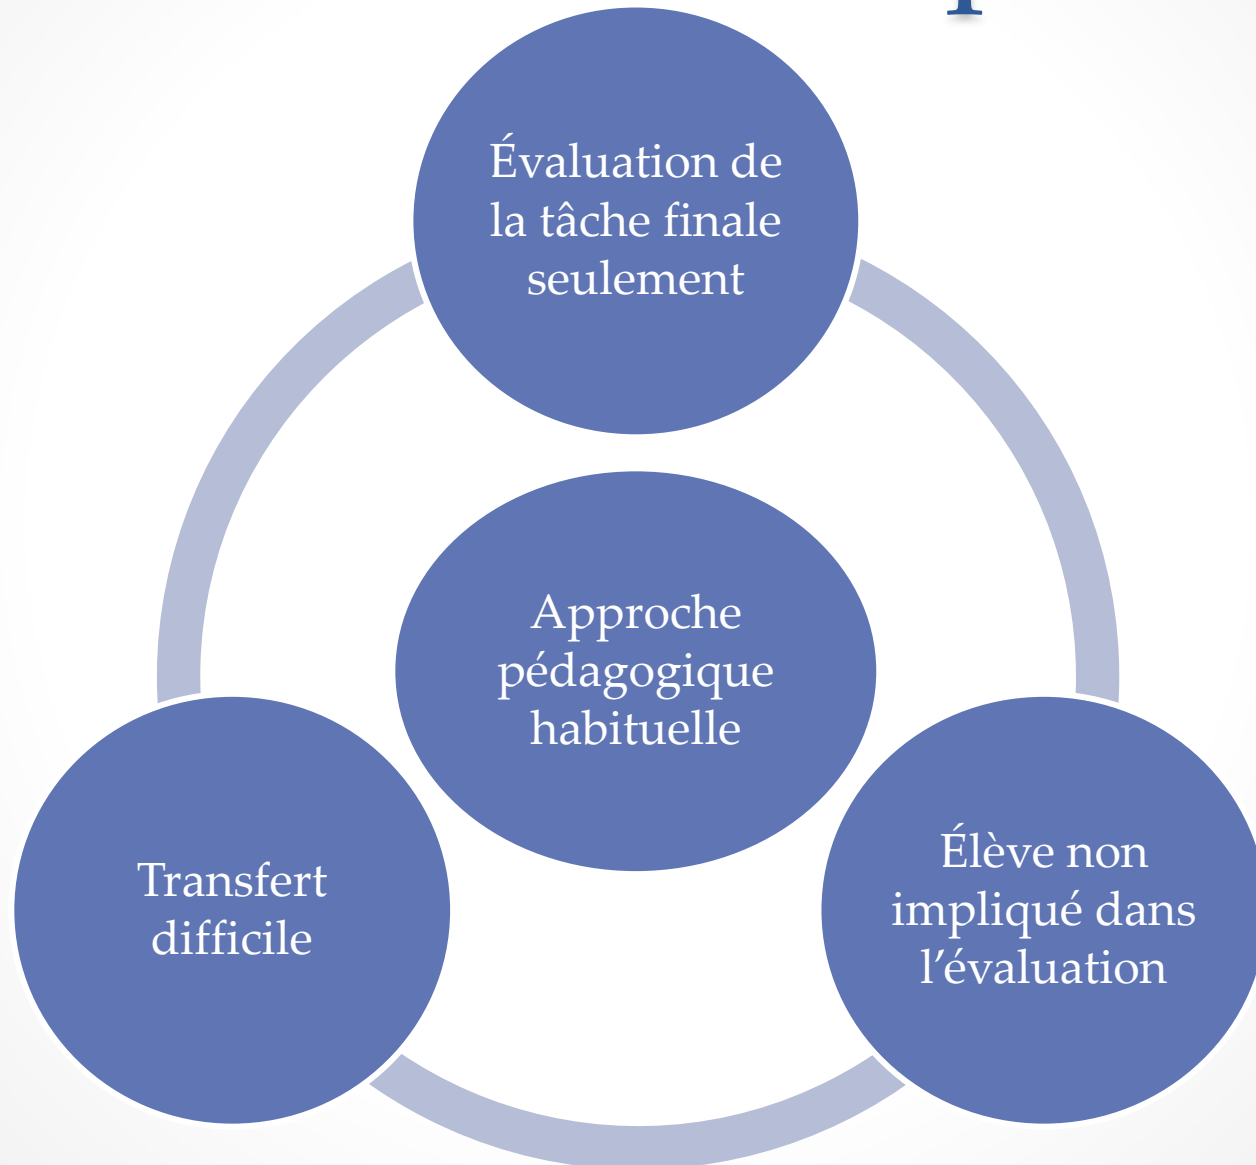 Évaluation de
la tâche finale
seulement
Approche
pédagogique
habituelle
Transfert
difficile
Élève non
impliqué dans
l’évaluation